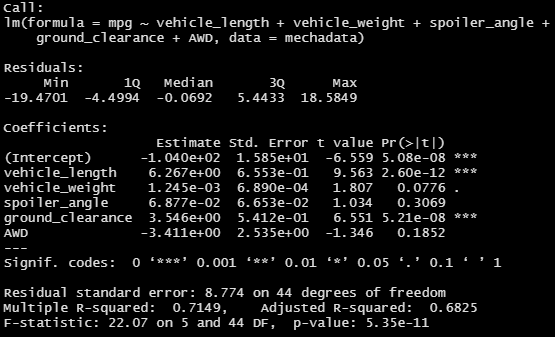 Call:
lm(formula = mpg ~ vehicle_length + vehicle_weight + spoiler_angle +
    ground_clearance + AWD, data = mechadata)

Residuals:
     Min       1Q   Median       3Q      Max
-19.4701  -4.4994  -0.0692   5.4433  18.5849

Coefficients:
                   Estimate Std. Error t value Pr(>|t|)
(Intercept)      -1.040e+02  1.585e+01  -6.559 5.08e-08 ***
vehicle_length    6.267e+00  6.553e-01   9.563 2.60e-12 ***
vehicle_weight    1.245e-03  6.890e-04   1.807   0.0776 .
spoiler_angle     6.877e-02  6.653e-02   1.034   0.3069
ground_clearance  3.546e+00  5.412e-01   6.551 5.21e-08 ***
AWD              -3.411e+00  2.535e+00  -1.346   0.1852
---
Signif. codes:  0 ‘***’ 0.001 ‘**’ 0.01 ‘*’ 0.05 ‘.’ 0.1 ‘ ’ 1

Residual standard error: 8.774 on 44 degrees of freedom
Multiple R-squared:  0.7149,    Adjusted R-squared:  0.6825
F-statistic: 22.07 on 5 and 44 DF,  p-value: 5.35e-11